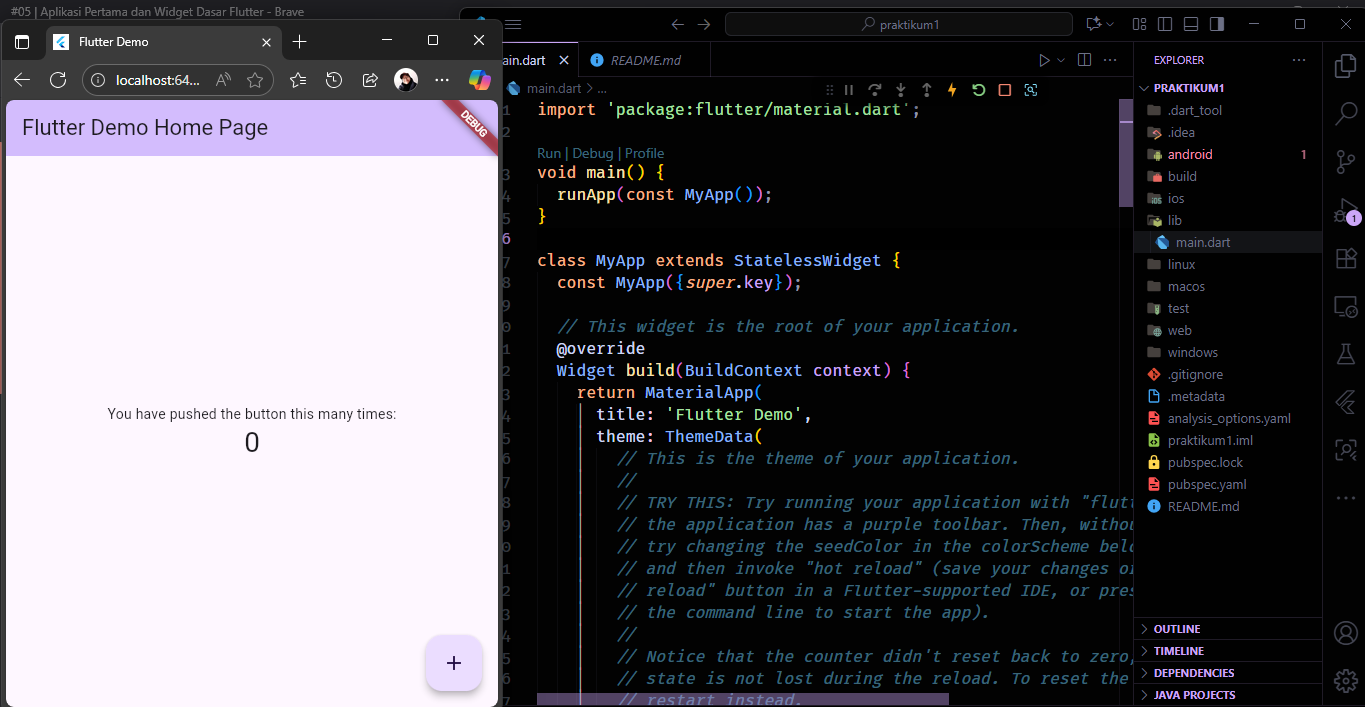 #05 | Aplikasi Pertama dan Widget Dasar Flutter - Brave
Flutter Demo
localhost:64...
Flutter Demo Home Page
DEBUG
You have pushed the button this many times:
0
+
praktikum1
ain.dart
README.md
main.dart > ...
1 import 'package:flutter/material.dart';
2
Run | Debug | Profile
3 void main() {
4 runApp(const MyApp());
5 }
6
7 class MyApp extends StatelessWidget {
8 const MyApp({super.key});
9
0 // This widget is the root of your application.
1 @override
2 Widget build(BuildContext context) {
3 return MaterialApp(
4 title: 'Flutter Demo',
5 theme: ThemeData(
6 // This is the theme of your application.
7 //
8 // TRY THIS: Try running your application with "flutt
9 // the application has a purple toolbar. Then, withou
0 // try changing the seedColor in the colorScheme bel
1 // and then invoke "hot reload" (save your changes o
2 // reload" button in a Flutter-supported IDE, or pres
3 // the command line to start the app).
4 //
5 // Notice that the counter didn't reset back to zero;
6 // state is not lost during the reload. To reset the
7 // restart instead.
EXPLORER
PRAKTIKUM1
.dart_tool
.idea
android 1
build
ios
lib
main.dart
linux
macos
test
web
windows
.gitignore
.metadata
analysis_options.yaml
praktikum1.iml
pubspec.lock
pubspec.yaml
README.md
OUTLINE
TIMELINE
DEPENDENCIES
JAVA PROJECTS
1